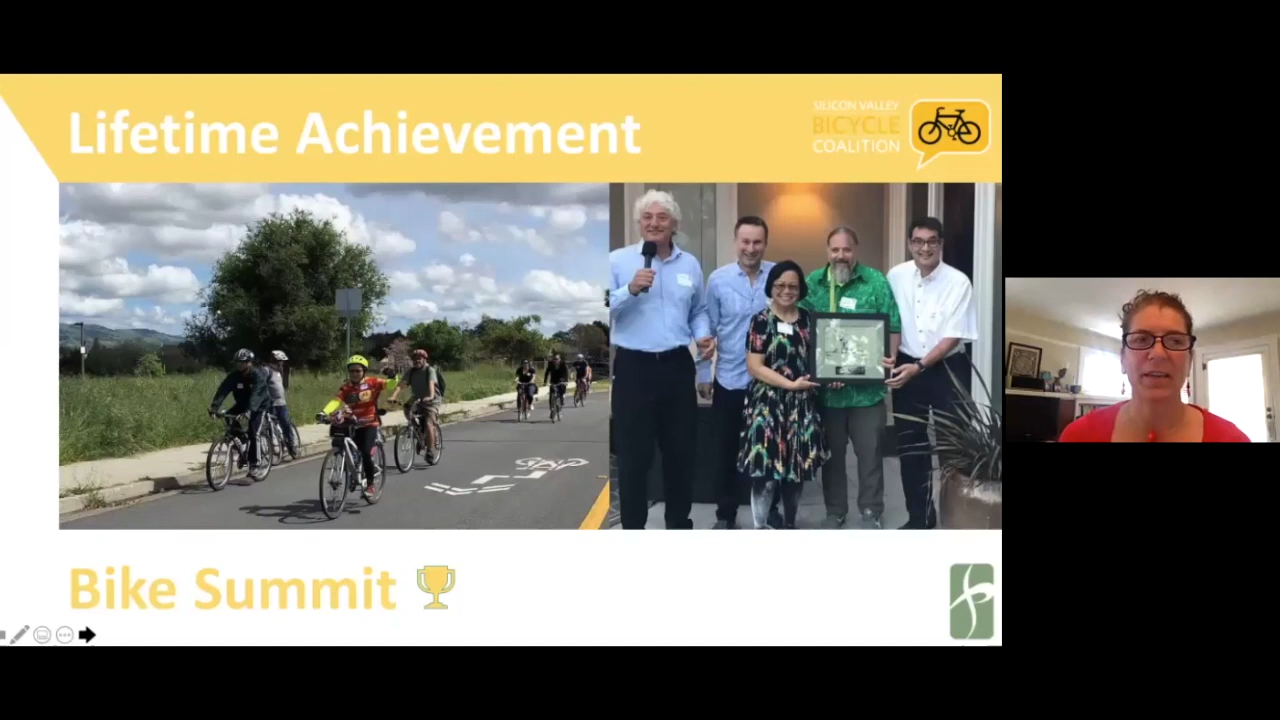 Lifetime Achievement
SILICON VALLEY
BICYCLE
COALITION
Bike Summit